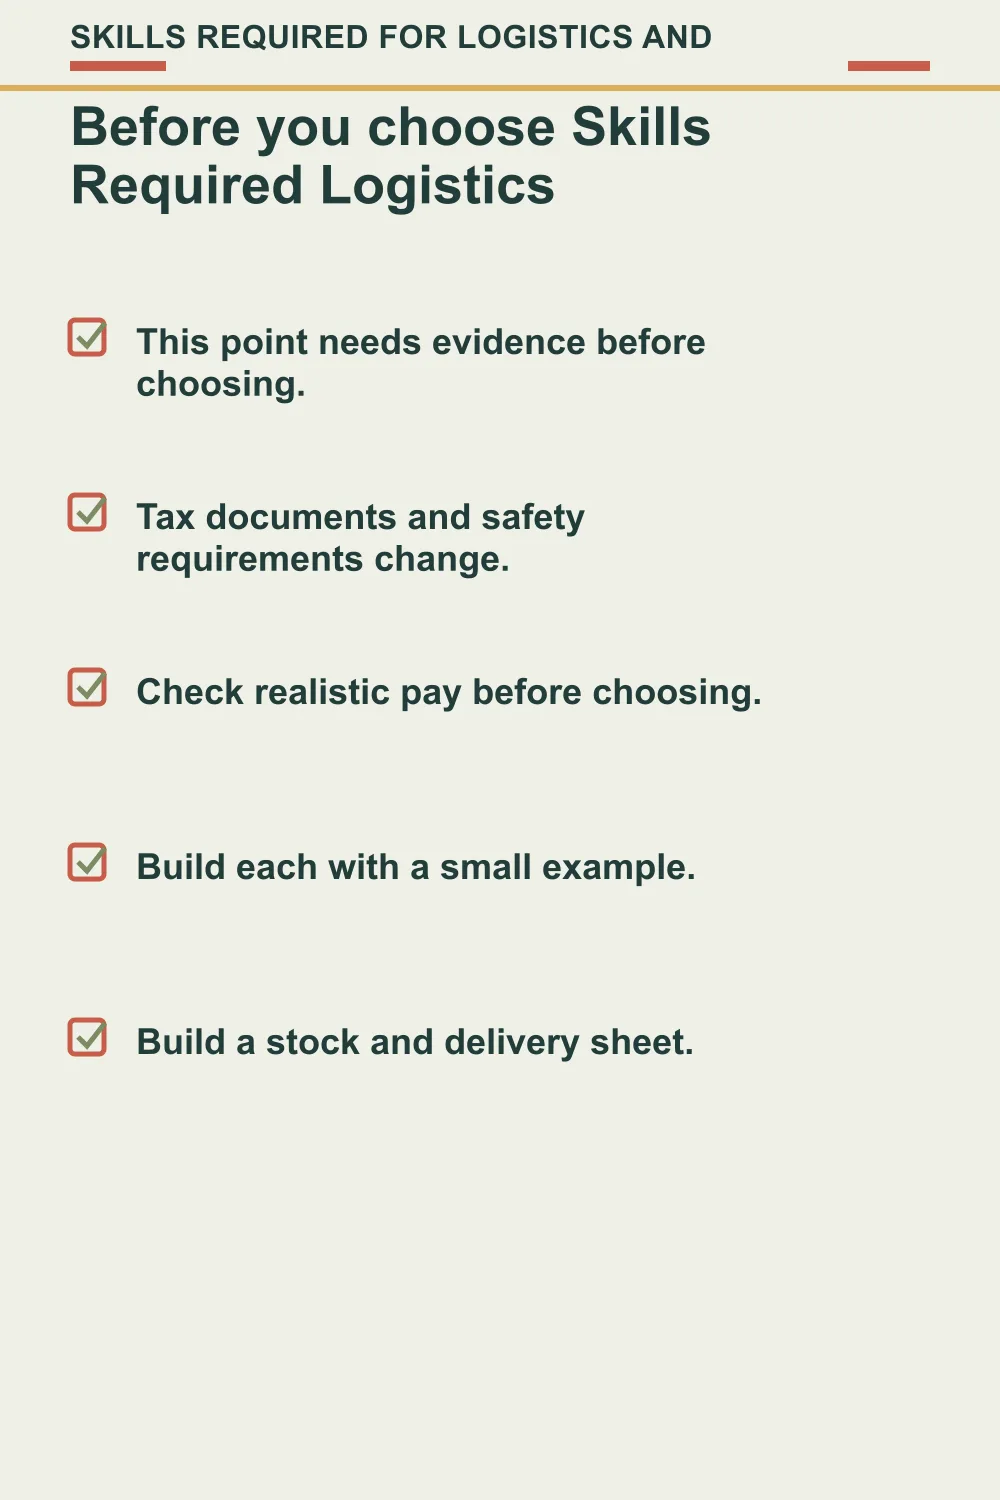 SKILLS REQUIRED FOR LOGISTICS AND
Before you choose Skills
Required Logistics
This point needs evidence before
choosing.
Tax documents and safety
requirements change.
Check realistic pay before choosing.
Build each with a small example.
Build a stock and delivery sheet.